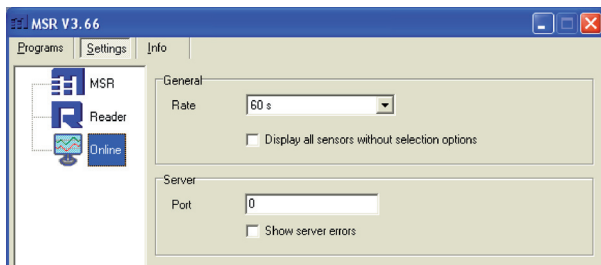 MSR V3.66
Programs Settings Info
MSR
Reader
Online
General
Rate 60 s
Display all sensors without selection options
Server
Port 0
Show server errors